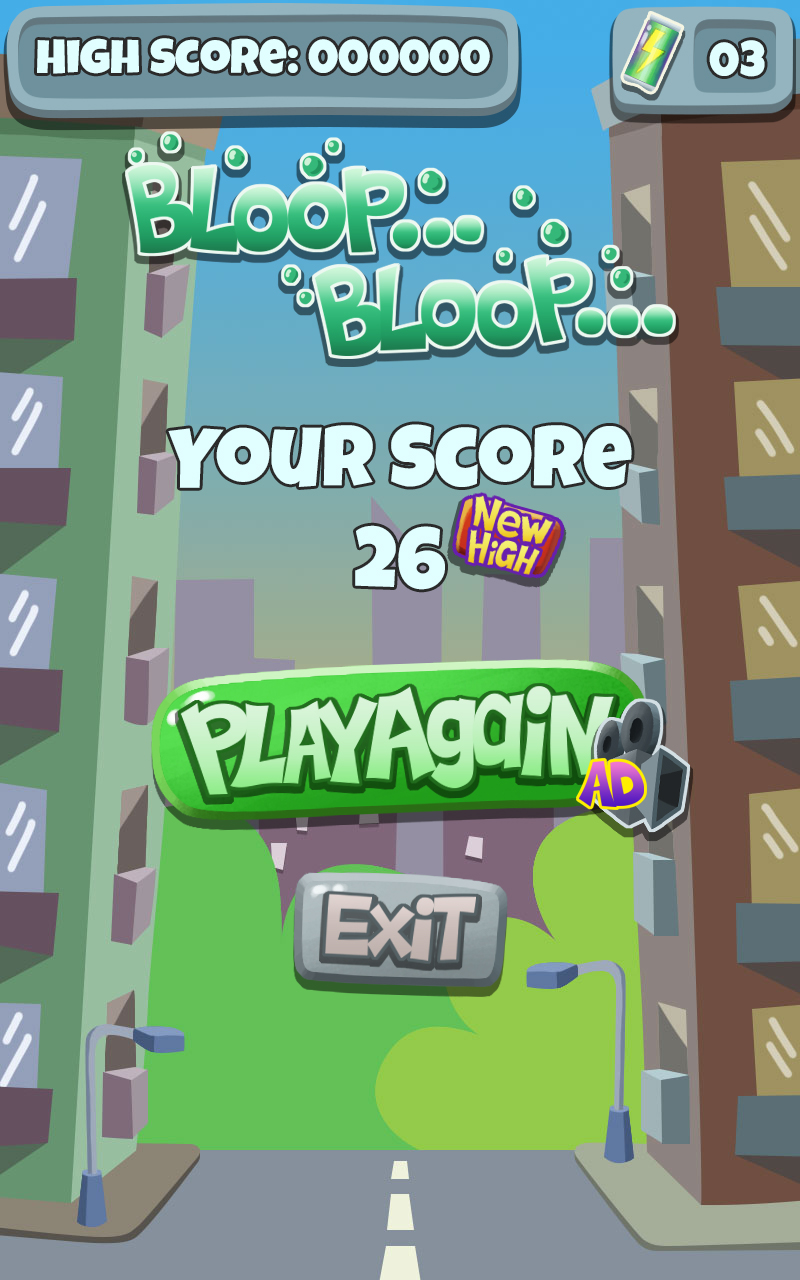 HIGH SCORE: 000000
03
BLOOP...
BLOOP...
YOUR SCORE
26
New HiGH
PLAYAgaiN
AD
EXiT